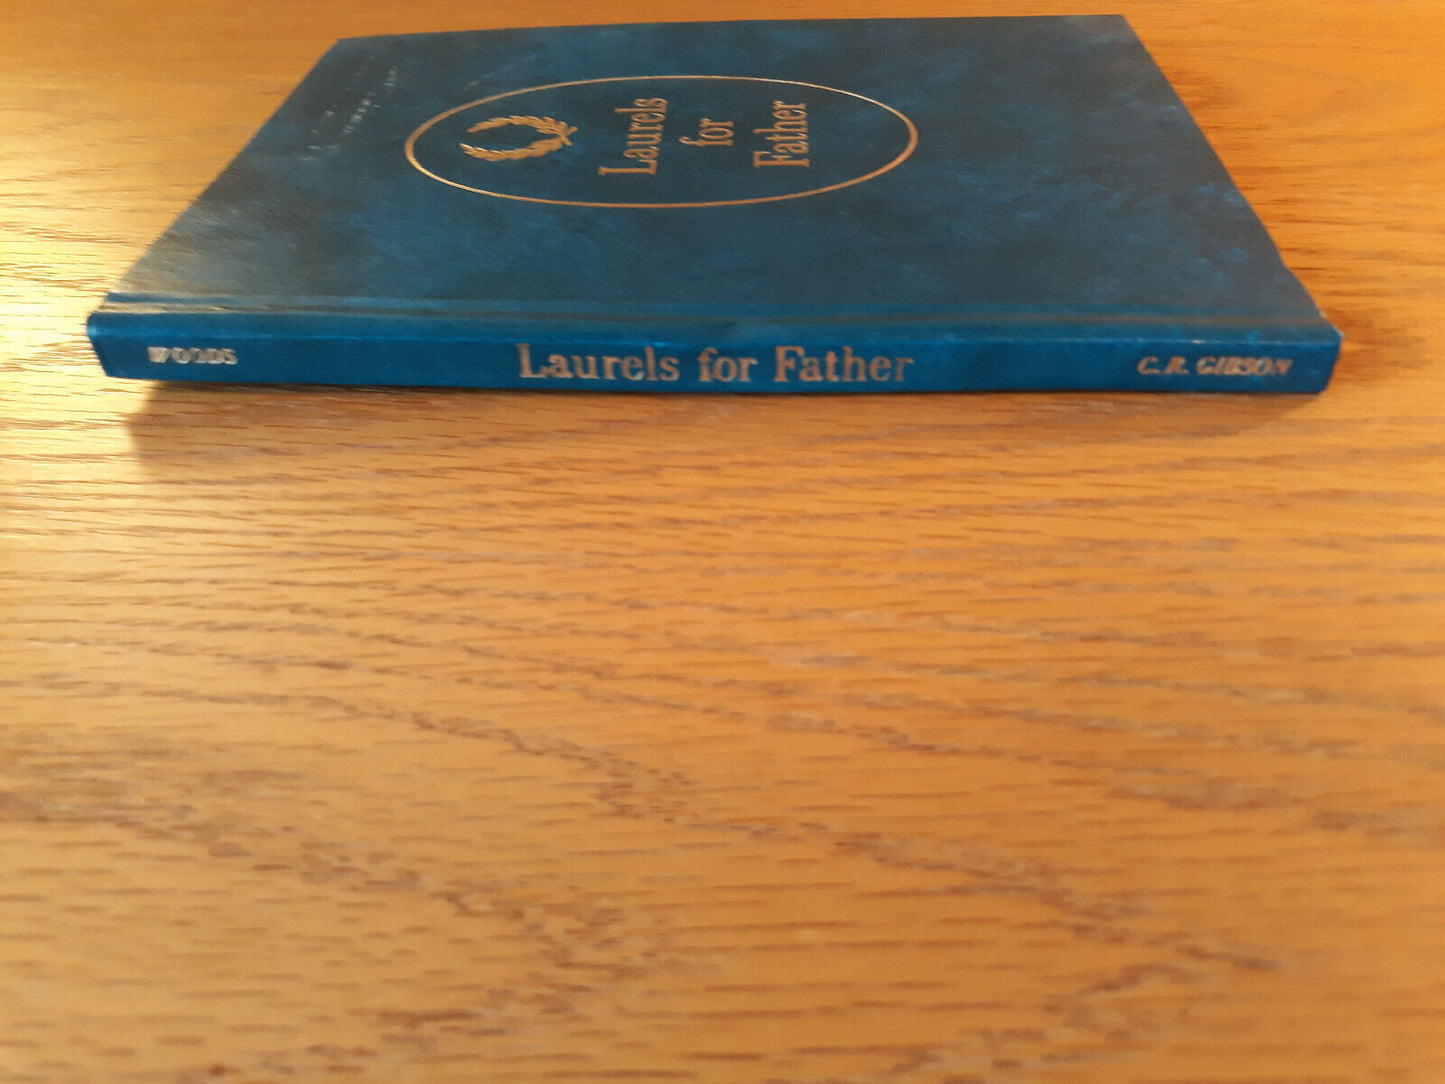 Laurels
for
Father
WOODS Laurels for Father C. R. GIBSON